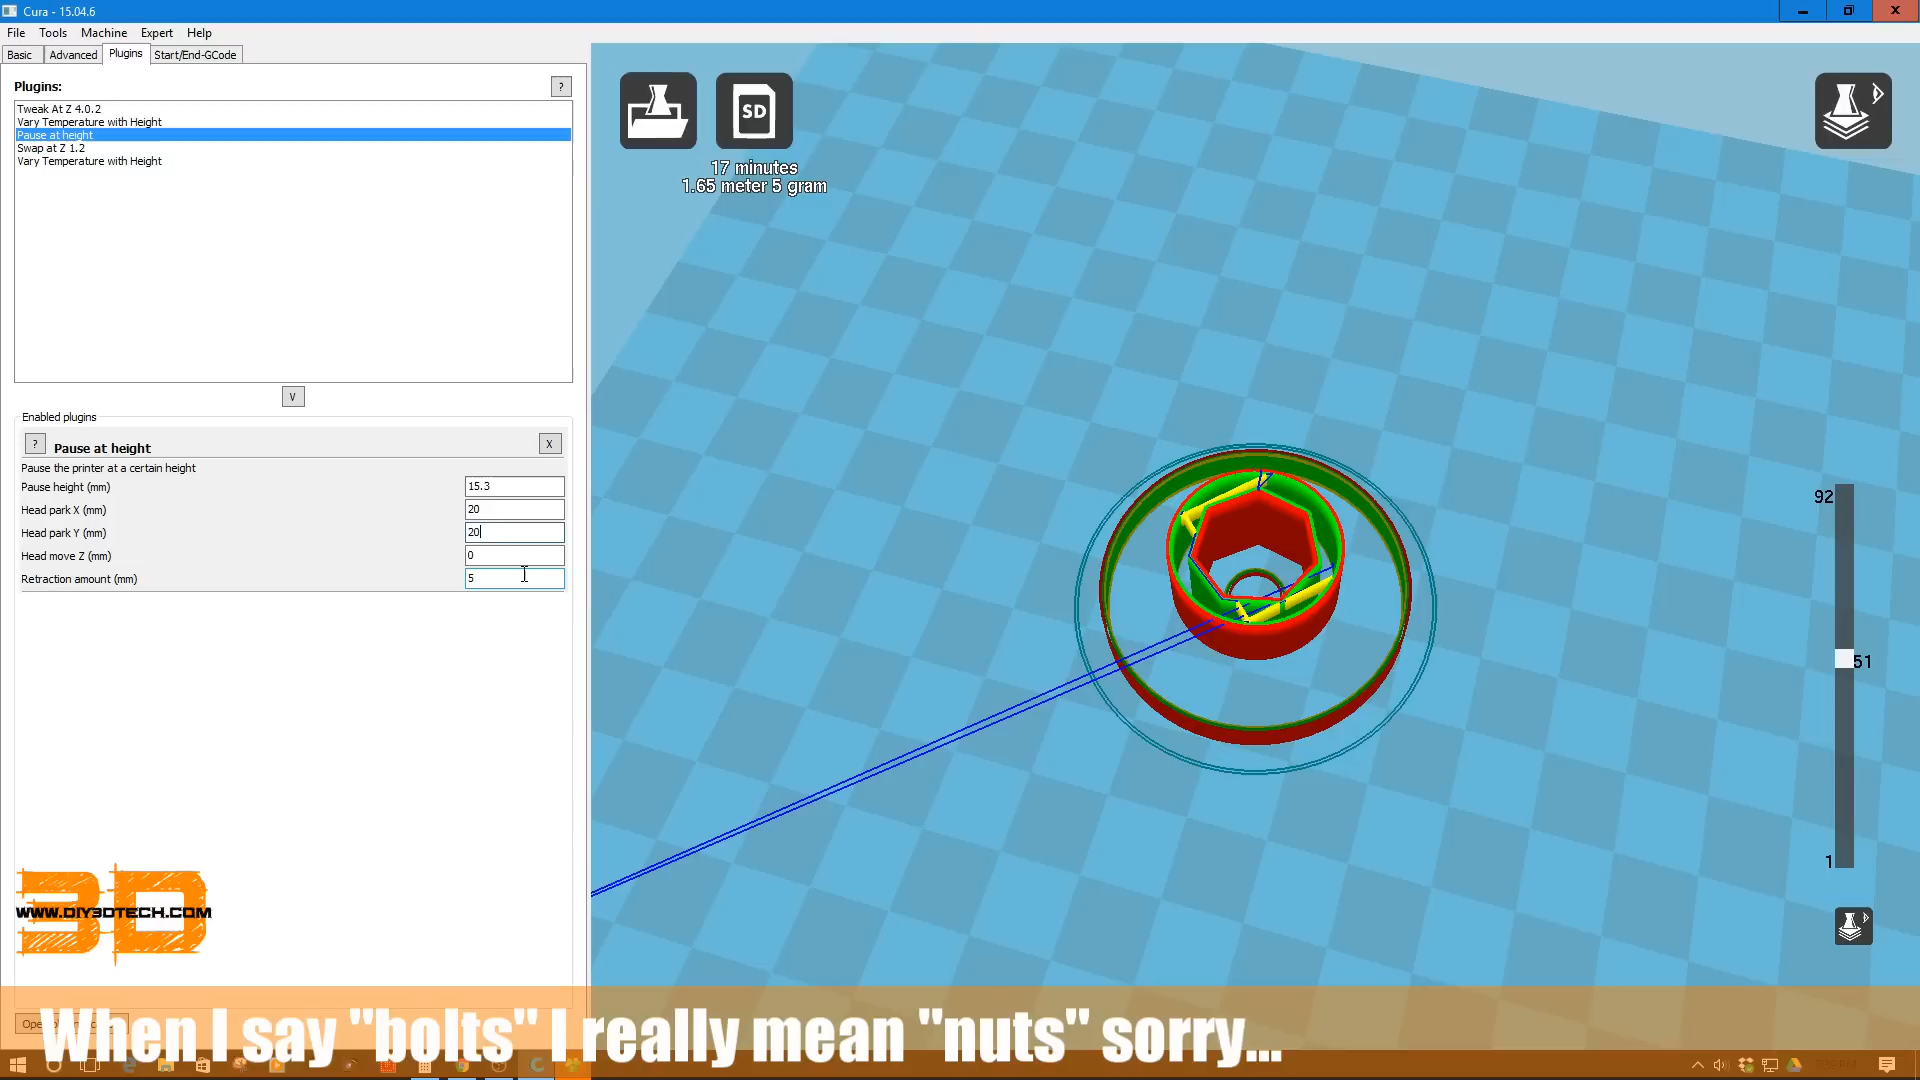 Cura - 15.04.6
File Tools Machine Expert Help
Basic Advanced Plugins Start/End-GCode
Plugins:
?
Tweak At Z 4.0.2
Vary Temperature with Height
Pause at height
Swap at Z 1.2
Vary Temperature with Height
V
Enabled plugins
? Pause at height X
Pause the printer at a certain height
Pause height (mm) 15.3
Head park X (mm) 20
Head park Y (mm) 20
Head move Z (mm) 0
Retraction amount (mm) 5
SD
17 minutes
1.65 meter 5 gram
92
51
1
3D
WWW.DIY3DTECH.COM
When I say "bolts" I really mean "nuts" sorry...